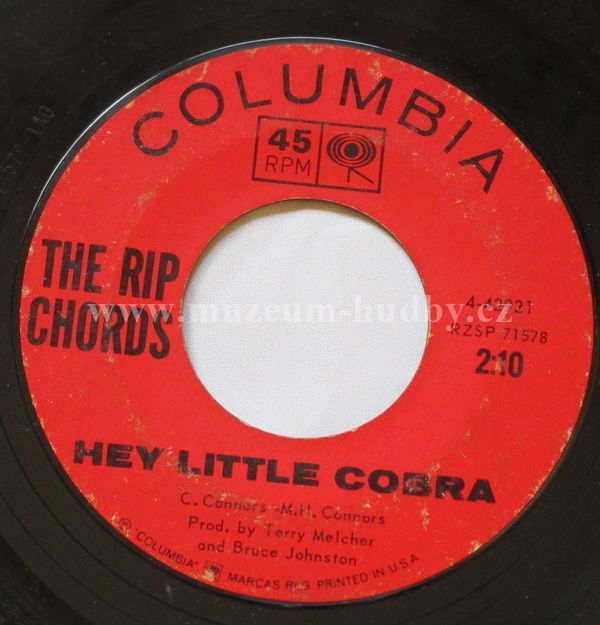 COLUMBIA
45
RPM
THE RIP
CHORDS
www.muzeum-hudby.cz
4-42921
RZSP 71578
2:10
HEY LITTLE COBRA
C. Connors - M.H. Connors
Prod. by Terry Melcher
and Bruce Johnston
"COLUMBIA", MARCAS REG. PRINTED IN U.S.A.